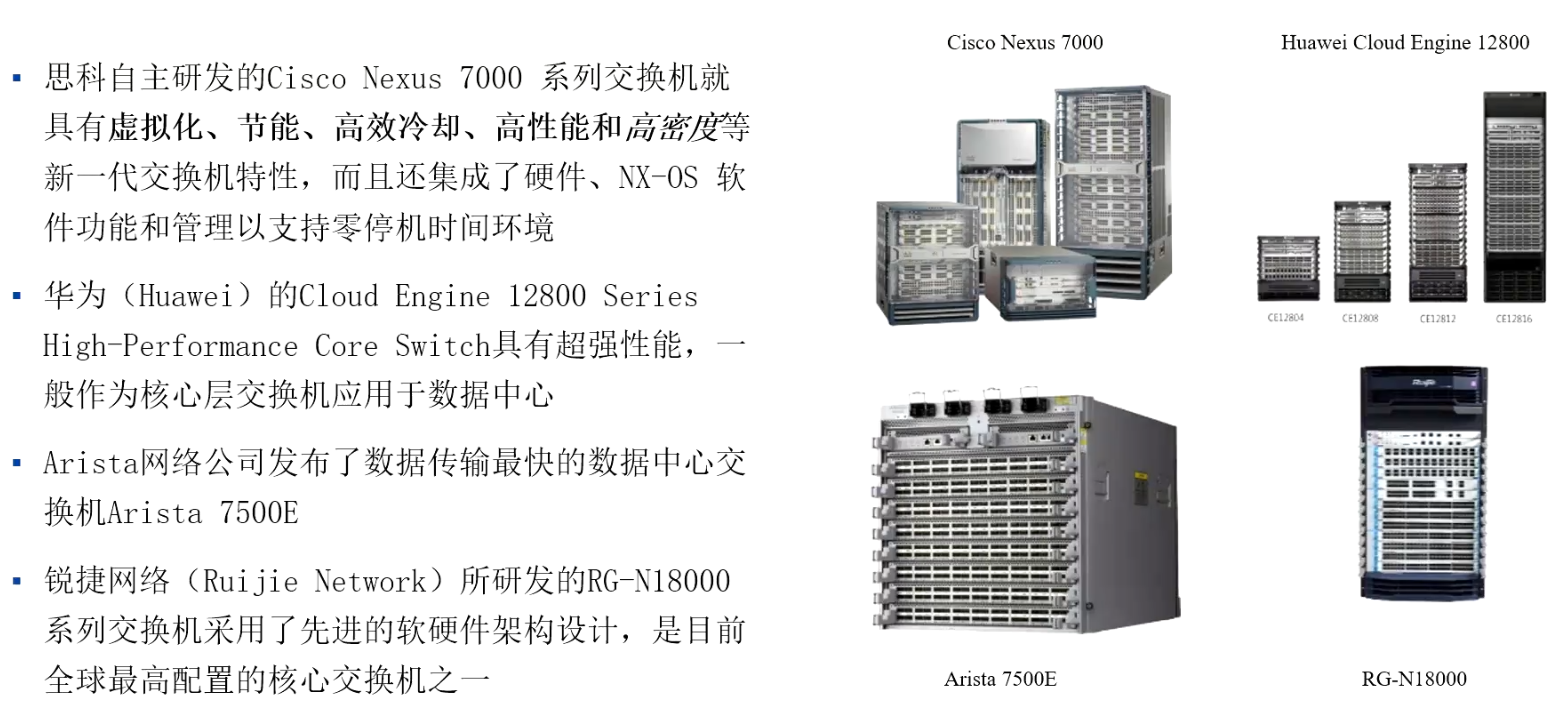 思科自主研发的Cisco Nexus 7000 系列交换机就
具有虚拟化、节能、高效冷却、高性能和高密度等
新一代交换机特性，而且还集成了硬件、NX-OS 软
件功能和管理以支持零停机时间环境
华为（Huawei）的Cloud Engine 12800 Series
High-Performance Core Switch具有超强性能，一
般作为核心层交换机应用于数据中心
Arista网络公司发布了数据传输最快的数据中心交
换机Arista 7500E
锐捷网络（Ruijie Network）所研发的RG-N18000
系列交换机采用了先进的软硬件架构设计，是目前
全球最高配置的核心交换机之一
Cisco Nexus 7000
Huawei Cloud Engine 12800
CE12804
CE12808
CE12812
CE12816
Ruijie
Arista 7500E
RG-N18000